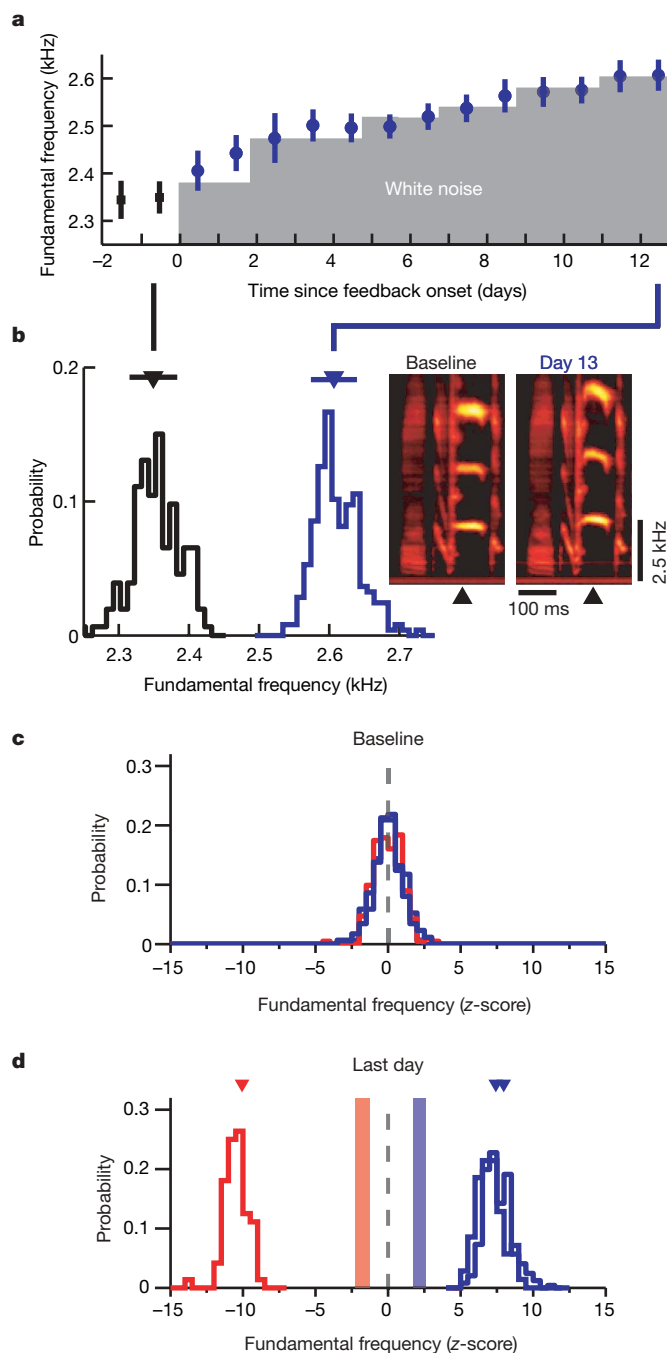 a
Fundamental frequency (kHz)
2.6
2.5
2.4
2.3
White noise
–2 0 2 4 6 8 10 12
Time since feedback onset (days)
b
Probability
0.2
0.1
0
2.3 2.4 2.5 2.6 2.7
Fundamental frequency (kHz)
Baseline
Day 13
2.5 kHz
100 ms
c
Baseline
Probability
0.3
0.2
0.1
0
–15 –10 –5 0 5 10 15
Fundamental frequency (z-score)
d
Last day
Probability
0.3
0.2
0.1
0
–15 –10 –5 0 5 10 15
Fundamental frequency (z-score)